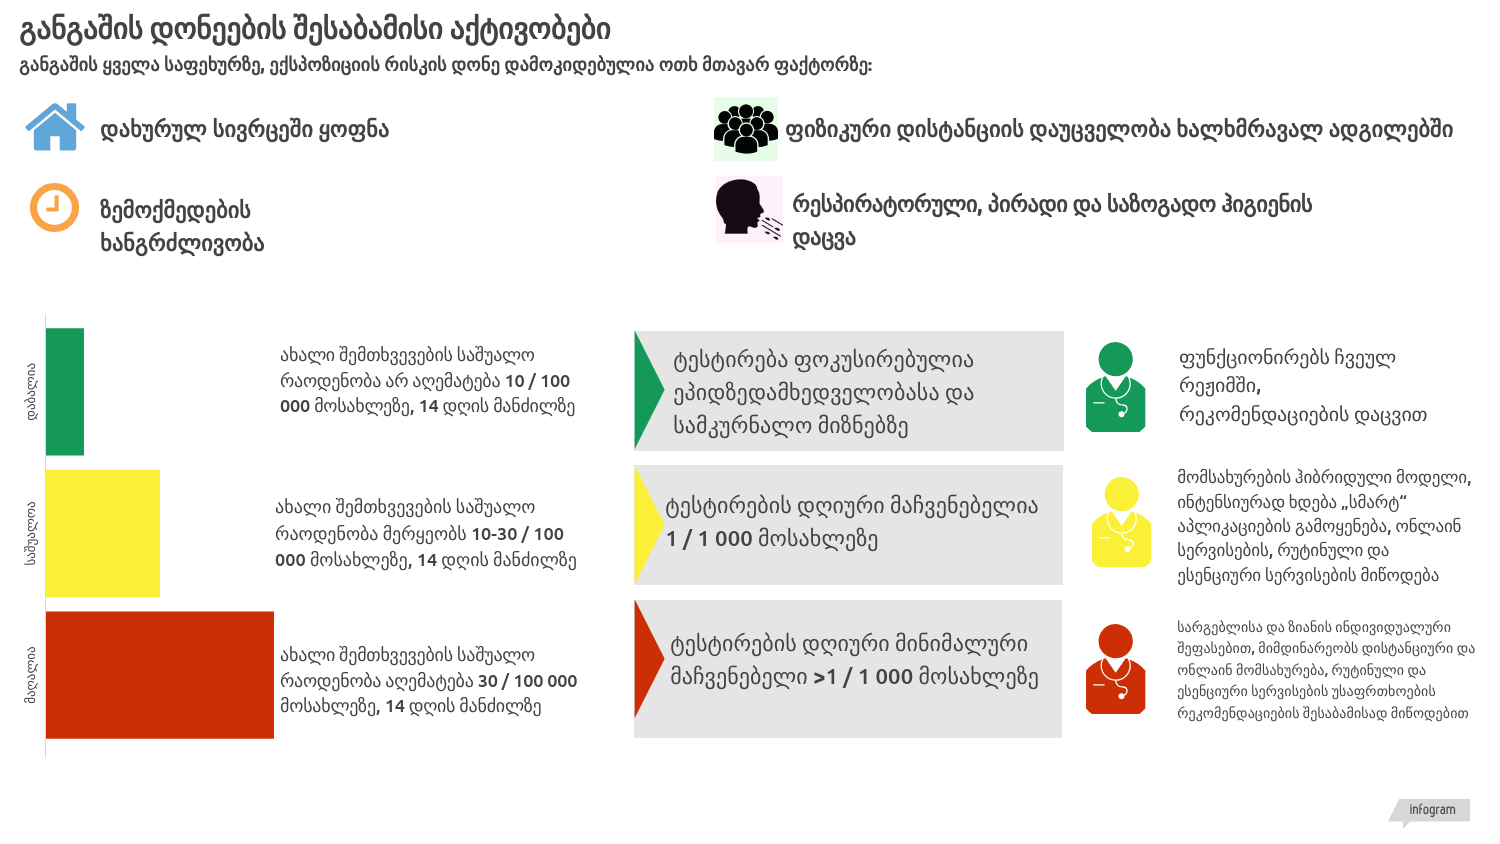 განგაშის დონეების შესაბამისი აქტივობები
განგაშის ყველა საფეხურზე, ექსპოზიციის რისკის დონე დამოკიდებულია ოთხ მთავარ ფაქტორზე:
დახურულ სივრცეში ყოფნა
ფიზიკური დისტანციის დაუცველობა ხალხმრავალ ადგილებში
ზემოქმედების
ხანგრძლივობა
რესპირატორული, პირადი და საზოგადო ჰიგიენის
დაცვა
დაბალია
ახალი შემთხვევების საშუალო
რაოდენობა არ აღემატება 10 / 100
000 მოსახლეზე, 14 დღის მანძილზე
ტესტირება ფოკუსირებულია
ეპიდზედამხედველობასა და
სამკურნალო მიზნებზე
ფუნქციონირებს ჩვეულ
რეჟიმში,
რეკომენდაციების დაცვით
საშუალოა
ახალი შემთხვევების საშუალო
რაოდენობა მერყეობს 10-30 / 100
000 მოსახლეზე, 14 დღის მანძილზე
ტესტირების დღიური მაჩვენებელია
1 / 1 000 მოსახლეზე
მომსახურების ჰიბრიდული მოდელი,
ინტენსიურად ხდება „სმარტ“
აპლიკაციების გამოყენება, ონლაინ
სერვისების, რუტინული და
ესენციური სერვისების მიწოდება
მაღალია
ახალი შემთხვევების საშუალო
რაოდენობა აღემატება 30 / 100 000
მოსახლეზე, 14 დღის მანძილზე
ტესტირების დღიური მინიმალური
მაჩვენებელი >1 / 1 000 მოსახლეზე
სარგებლისა და ზიანის ინდივიდუალური
შეფასებით, მიმდინარეობს დისტანციური და
ონლაინ მომსახურება, რუტინული და
ესენციური სერვისების უსაფრთხოების
რეკომენდაციების შესაბამისად მიწოდებით
infogram